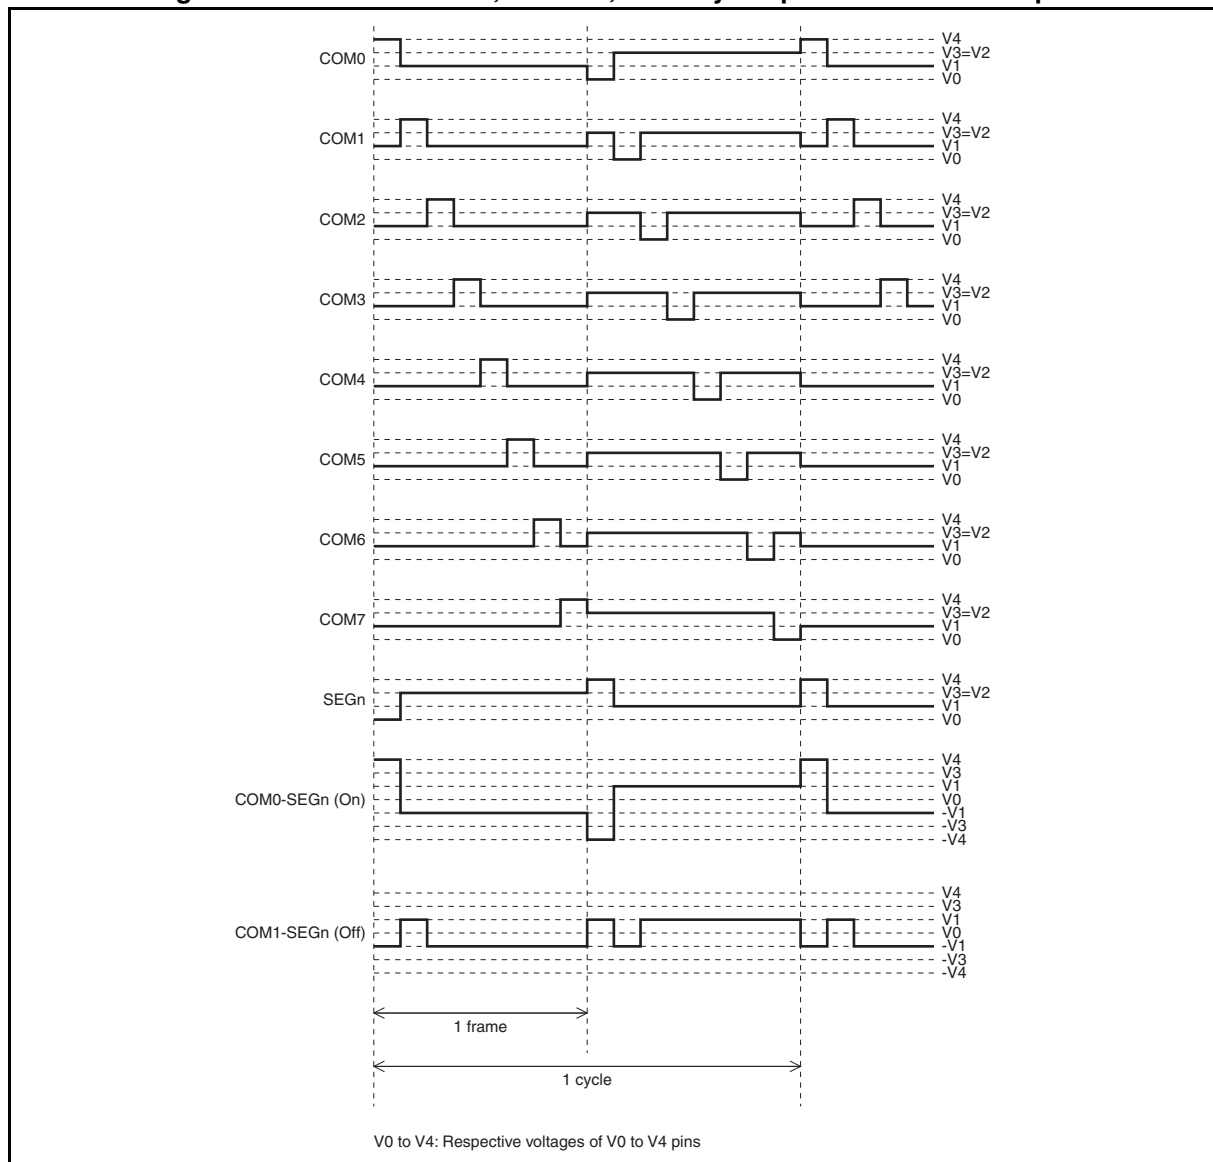 COM0
V4
V3=V2
V1
V0
COM1
V4
V3=V2
V1
V0
COM2
V4
V3=V2
V1
V0
COM3
V4
V3=V2
V1
V0
COM4
V4
V3=V2
V1
V0
COM5
V4
V3=V2
V1
V0
COM6
V4
V3=V2
V1
V0
COM7
V4
V3=V2
V1
V0
SEGn
V4
V3=V2
V1
V0
COM0-SEGn (On)
V4
V3
V1
V0
-V1
-V3
-V4
COM1-SEGn (Off)
V4
V3
V1
V0
-V1
-V3
-V4
1 frame
1 cycle
V0 to V4: Respective voltages of V0 to V4 pins